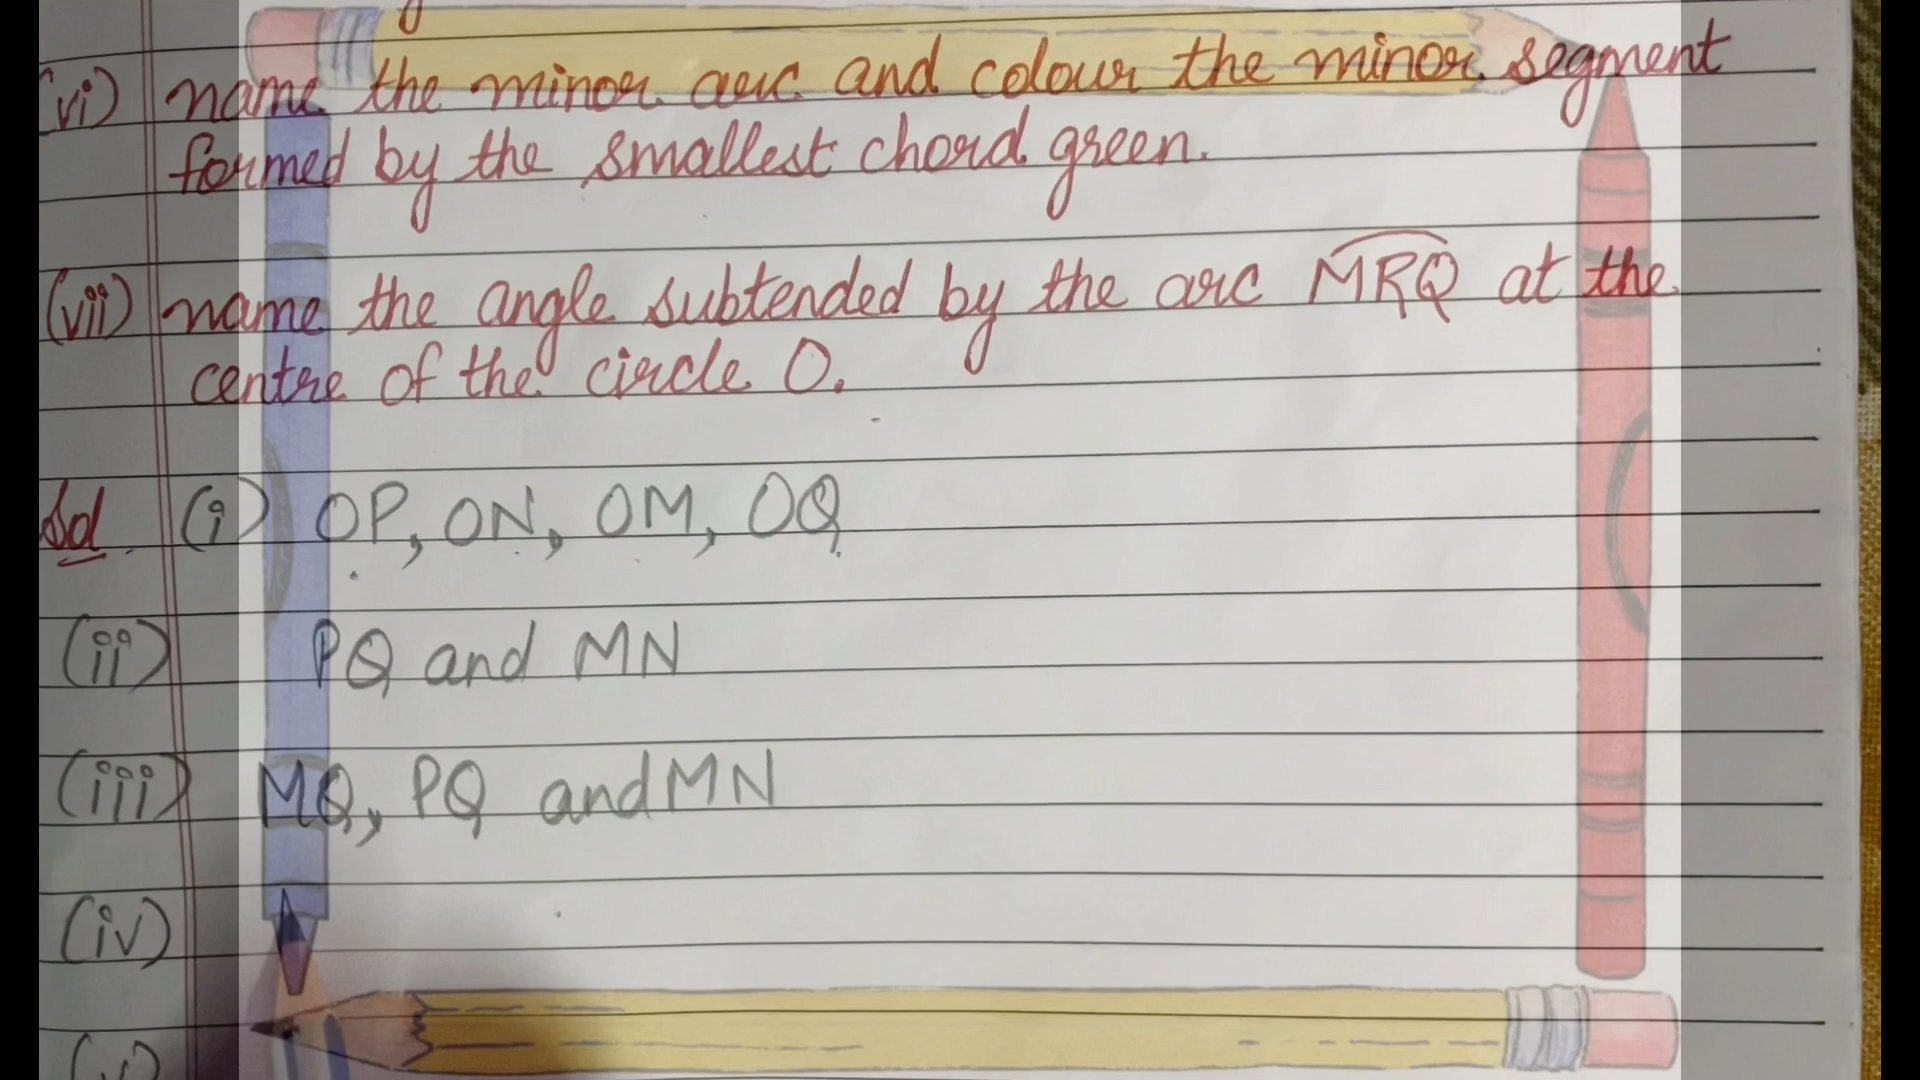 (vi) name the minor arc and colour the minor segment
formed by the smallest chord green.
(vii) name the angle subtended by the arc MRQ at the
centre of the circle O.
Sol. (i) OP, ON, OM, OQ
(ii) PQ and MN
(iii) MQ, PQ and MN
(iv)
(v)